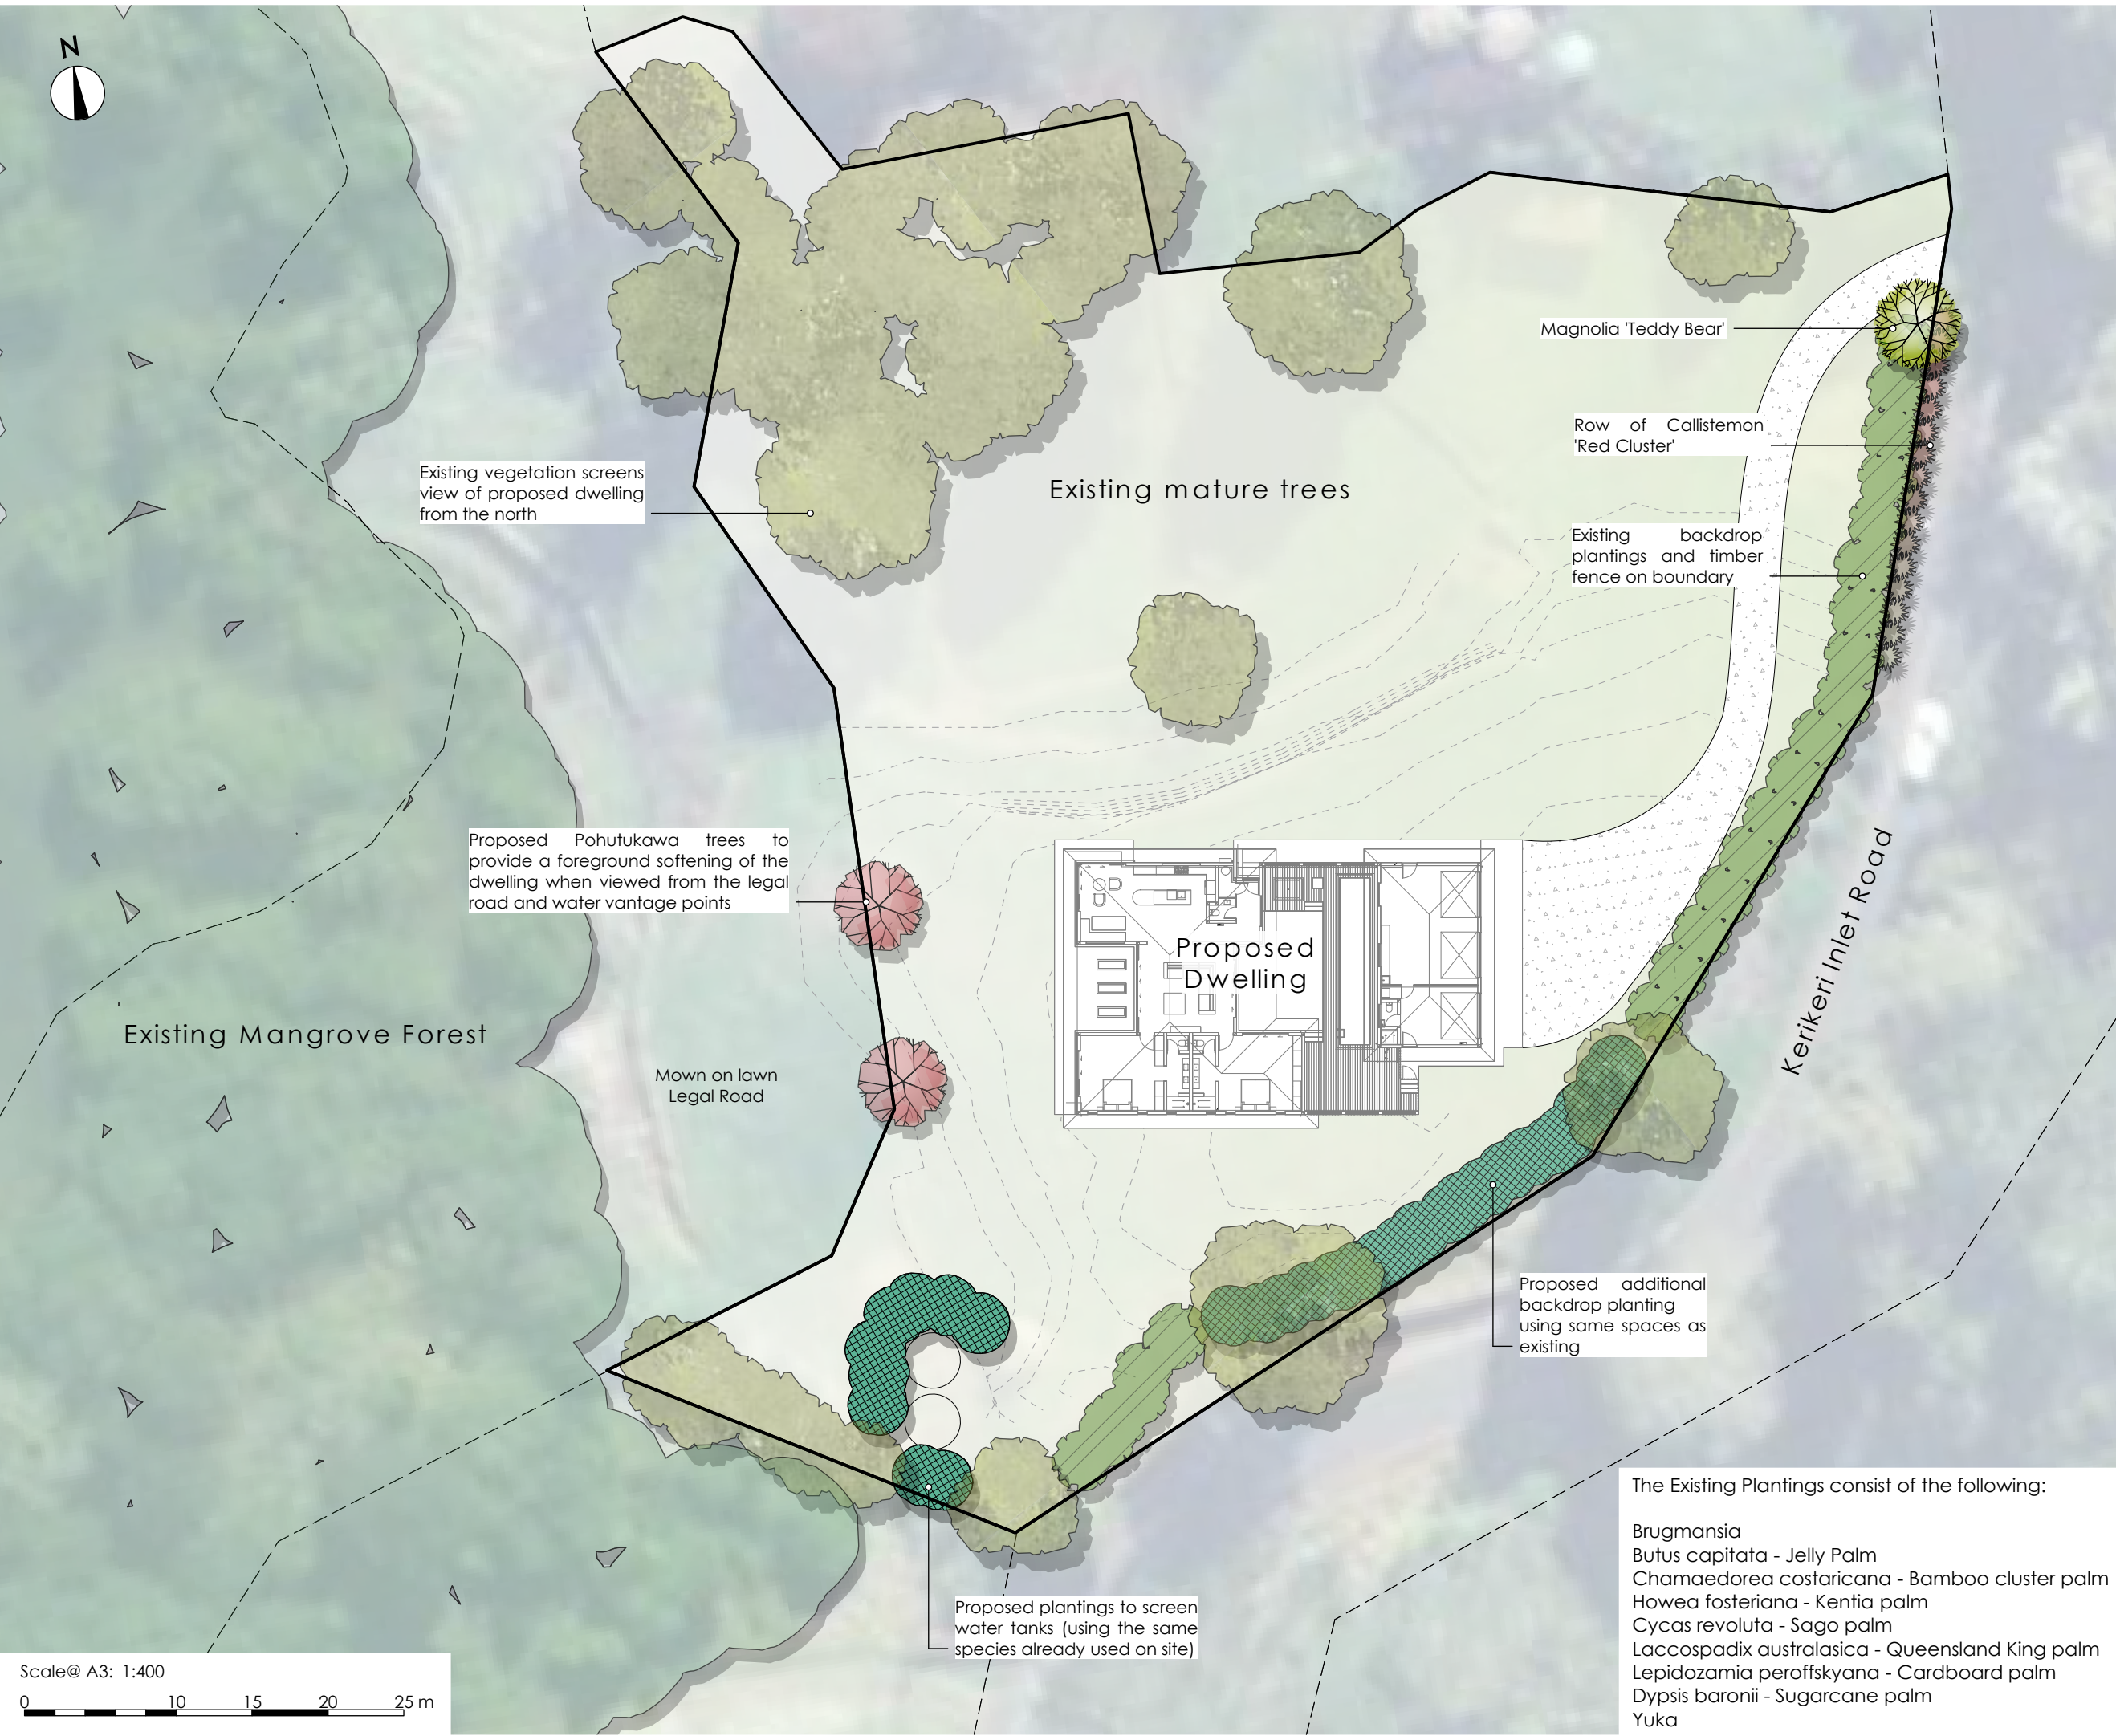 N
Magnolia 'Teddy Bear'
Row of Callistemon
'Red Cluster'
Existing vegetation screens
view of proposed dwelling
from the north
Existing mature trees
Existing backdrop
plantings and timber
fence on boundary
Proposed Pohutukawa trees to
provide a foreground softening of the
dwelling when viewed from the legal
road and water vantage points
Kerikeri Inlet Road
Proposed
Dwelling
Existing Mangrove Forest
Mown on lawn
Legal Road
Proposed additional
backdrop planting
using same spaces as
existing
Proposed plantings to screen
water tanks (using the same
species already used on site)
The Existing Plantings consist of the following:
Brugmansia
Butus capitata - Jelly Palm
Chamaedorea costaricana - Bamboo cluster palm
Howea fosteriana - Kentia palm
Cycas revoluta - Sago palm
Laccospadix australasica - Queensland King palm
Lepidozamia peroffskyana - Cardboard palm
Dypsis baronii - Sugarcane palm
Yuka
Scale@ A3: 1:400
0 10 15 20 25 m